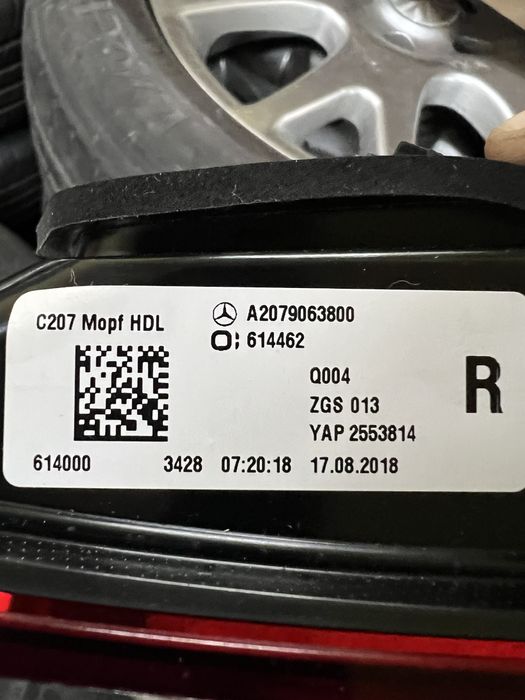 C207 Mopf HDL
A2079063800
O; 614462
Q004
ZGS 013
YAP 2553814
R
614000 3428 07:20:18 17.08.2018